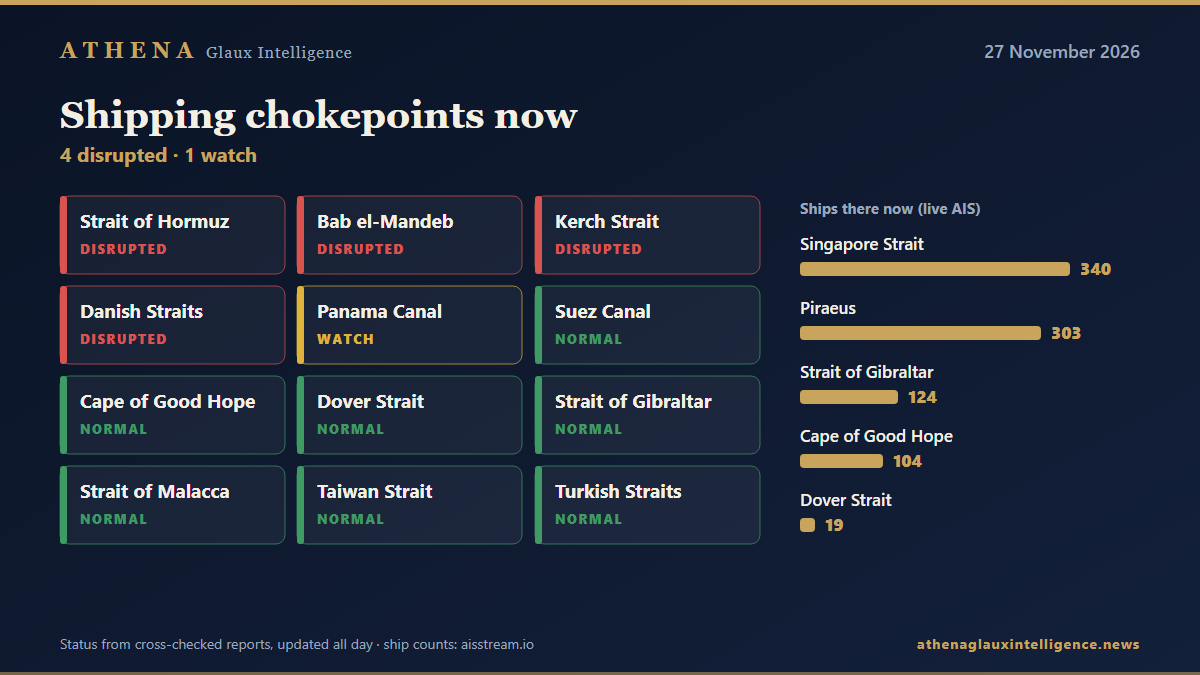 ATHENA Glaux Intelligence
27 November 2026
Shipping chokepoints now
4 disrupted · 1 watch
Strait of Hormuz
DISRUPTED
Bab el-Mandeb
DISRUPTED
Kerch Strait
DISRUPTED
Danish Straits
DISRUPTED
Panama Canal
WATCH
Suez Canal
NORMAL
Cape of Good Hope
NORMAL
Dover Strait
NORMAL
Strait of Gibraltar
NORMAL
Strait of Malacca
NORMAL
Taiwan Strait
NORMAL
Turkish Straits
NORMAL
Ships there now (live AIS)
Singapore Strait
340
Piraeus
303
Strait of Gibraltar
124
Cape of Good Hope
104
Dover Strait
19
Status from cross-checked reports, updated all day · ship counts: aisstream.io
athenaglauxintelligence.news